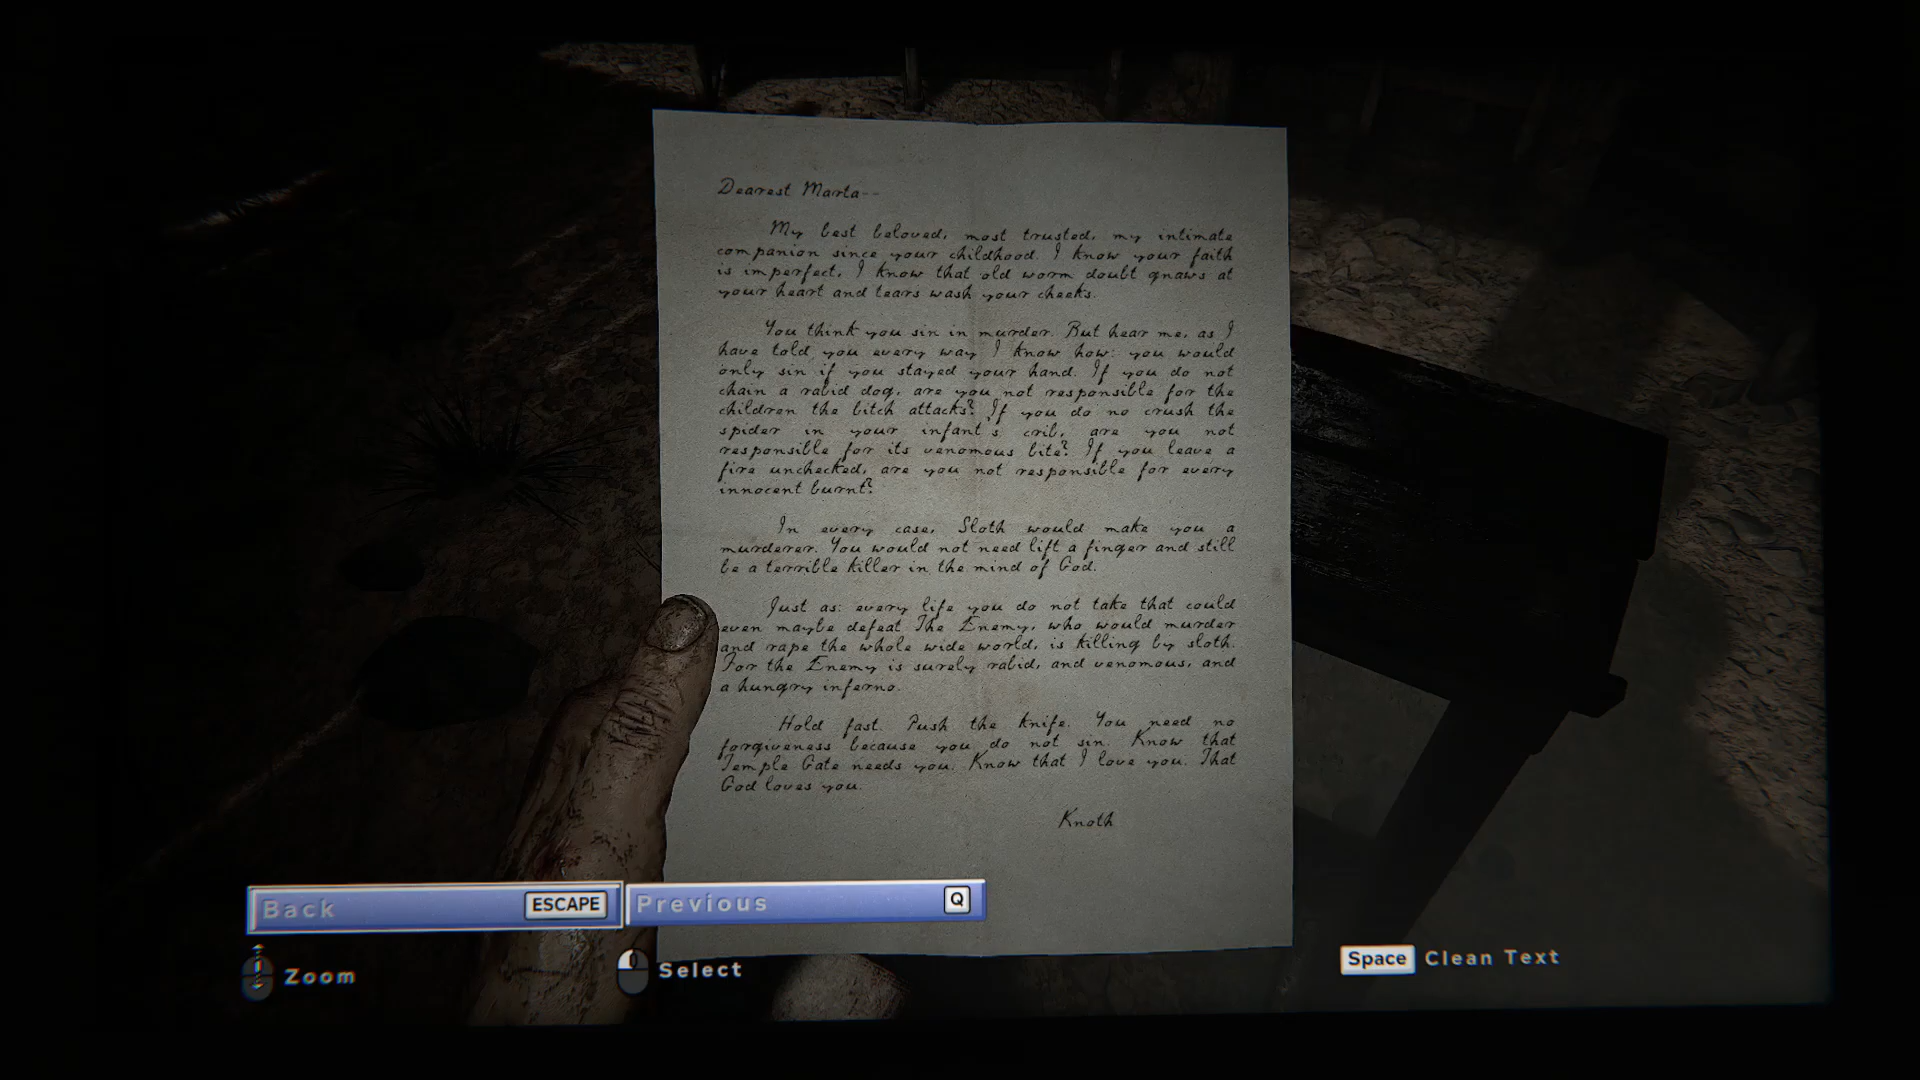 Dearest Marta--
My best beloved, most trusted, my intimate
companion since your childhood. I know your faith
is imperfect, I know that old worm doubt gnaws at
your heart and tears wash your cheeks.
You think you sin in murder. But hear me, as I
have told you every way I know how: you would
only sin if you stayed your hand. If you do not
chain a rabid dog, are you not responsible for the
children the bitch attacks? If you do no crush the
spider in your infant's crib, are you not
responsible for its venomous bite? If you leave a
fire unchecked, are you not responsible for every
innocent burnt?
In every case, Sloth would make you a
murderer. You would not need lift a finger and still
be a terrible killer in the mind of God.
Just as: every life you do not take that could
even maybe defeat The Enemy, who would murder
and rape the whole wide world, is killing by sloth.
For the Enemy is surely rabid, and venomous, and
a hungry inferno.
Hold fast. Push the knife. You need no
forgiveness because you do not sin. Know that
Temple Gate needs you. Know that I love you. That
God loves you.
Knoth
Back ESCAPE Previous Q
Zoom Select Space Clean Text